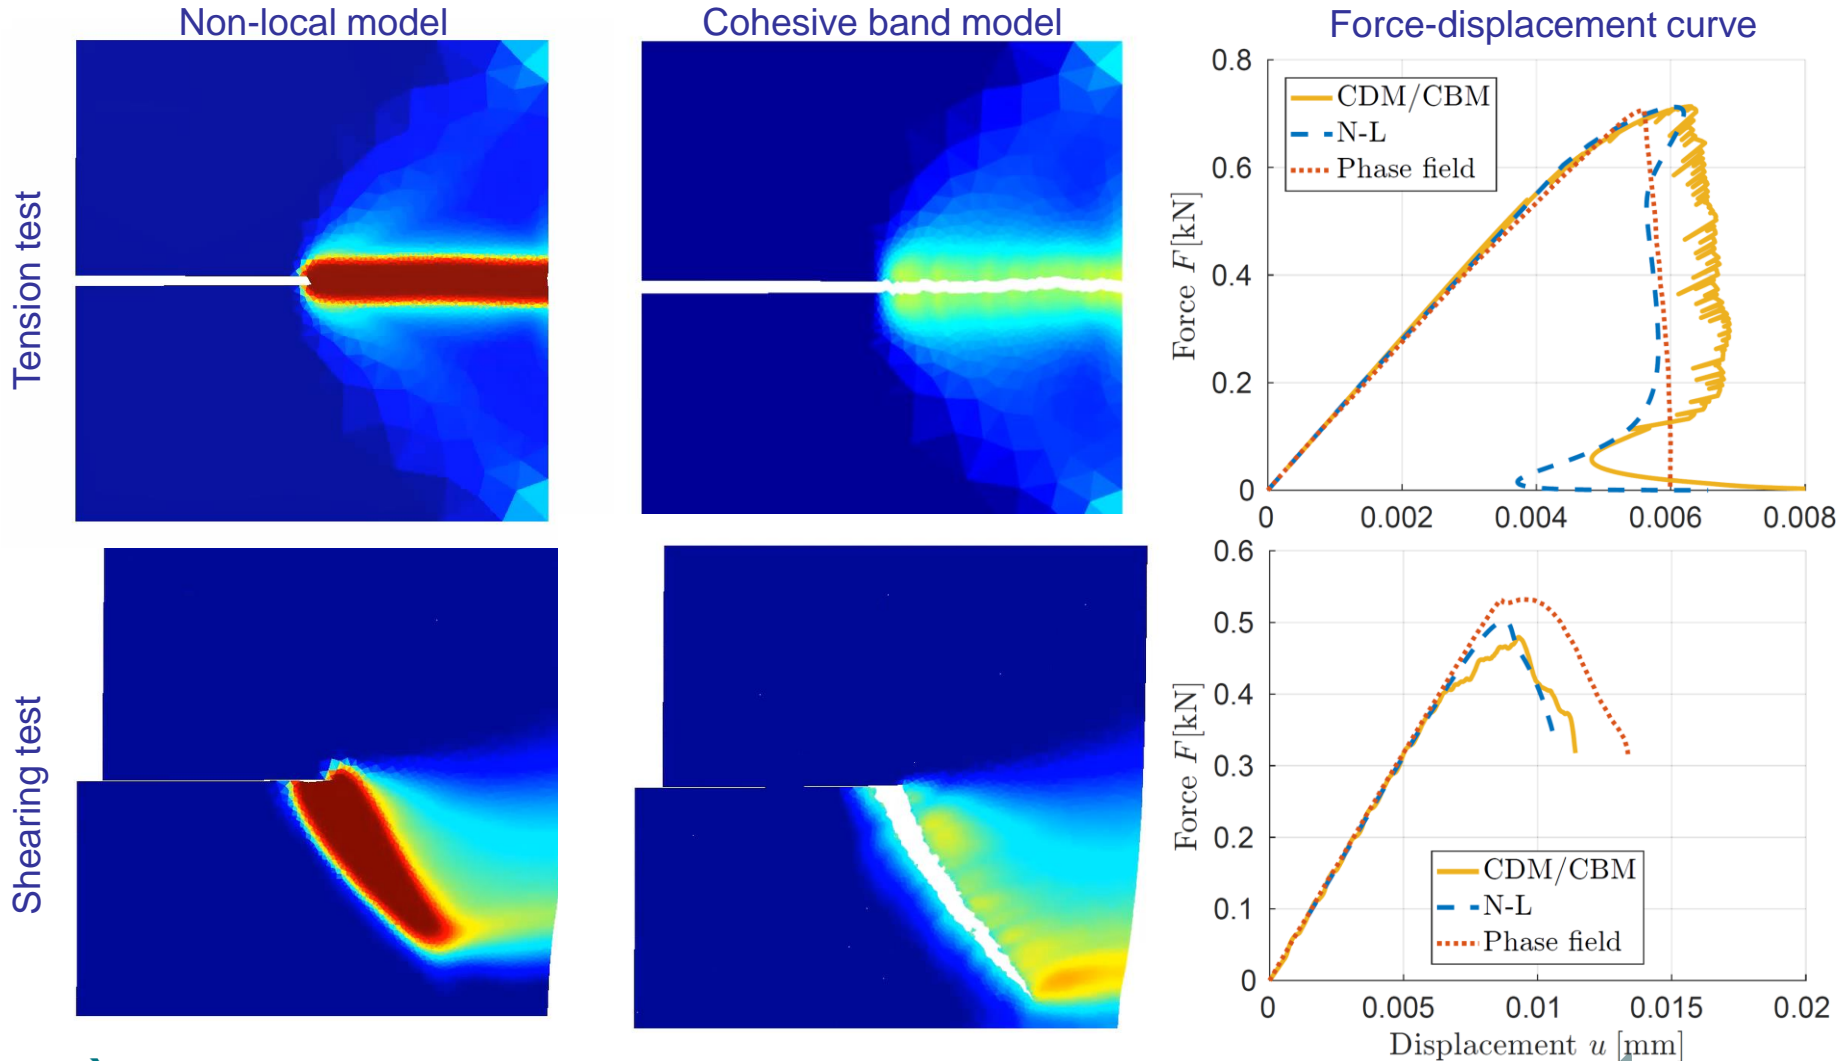 Non-local model
Cohesive band model
Force-displacement curve
Tension test
0.8
0.6
0.4
0.2
0
Force F[kN]
CDM/CBM
N-L
Phase field
0
0.002
0.004
0.006
0.008
Shearing test
0.6
0.5
0.4
0.3
0.2
0.1
0
Force F[kN]
CDM/CBM
N-L
Phase field
0
0.005
0.01
0.015
0.02
Displacement u [mm]